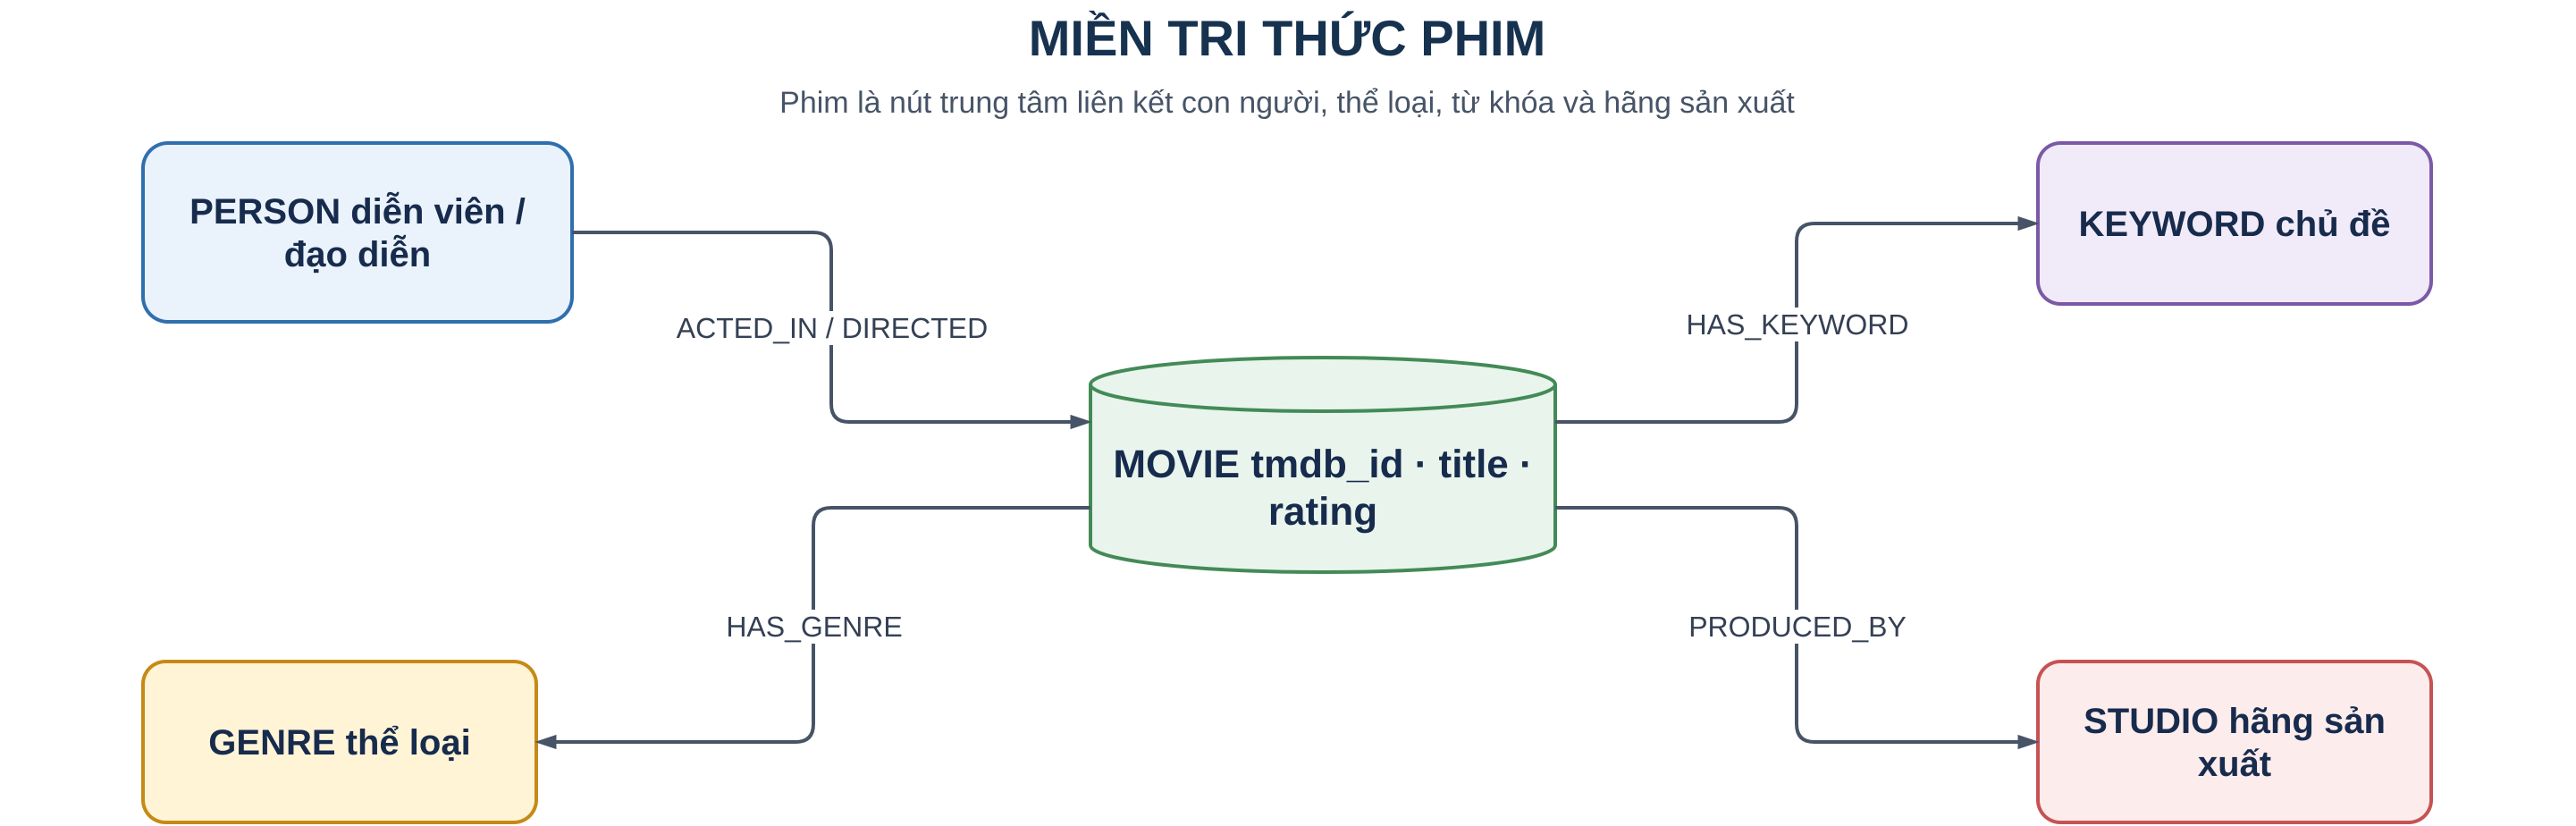 MIỀN TRI THỨC PHIM
Phim là nút trung tâm liên kết con người, thể loại, từ khóa và hãng sản xuất
PERSON diễn viên /
đạo diễn
KEYWORD chủ đề
ACTED_IN / DIRECTED
HAS_KEYWORD
MOVIE tmdb_id · title ·
rating
HAS_GENRE
PRODUCED_BY
GENRE thể loại
STUDIO hãng sản
xuất